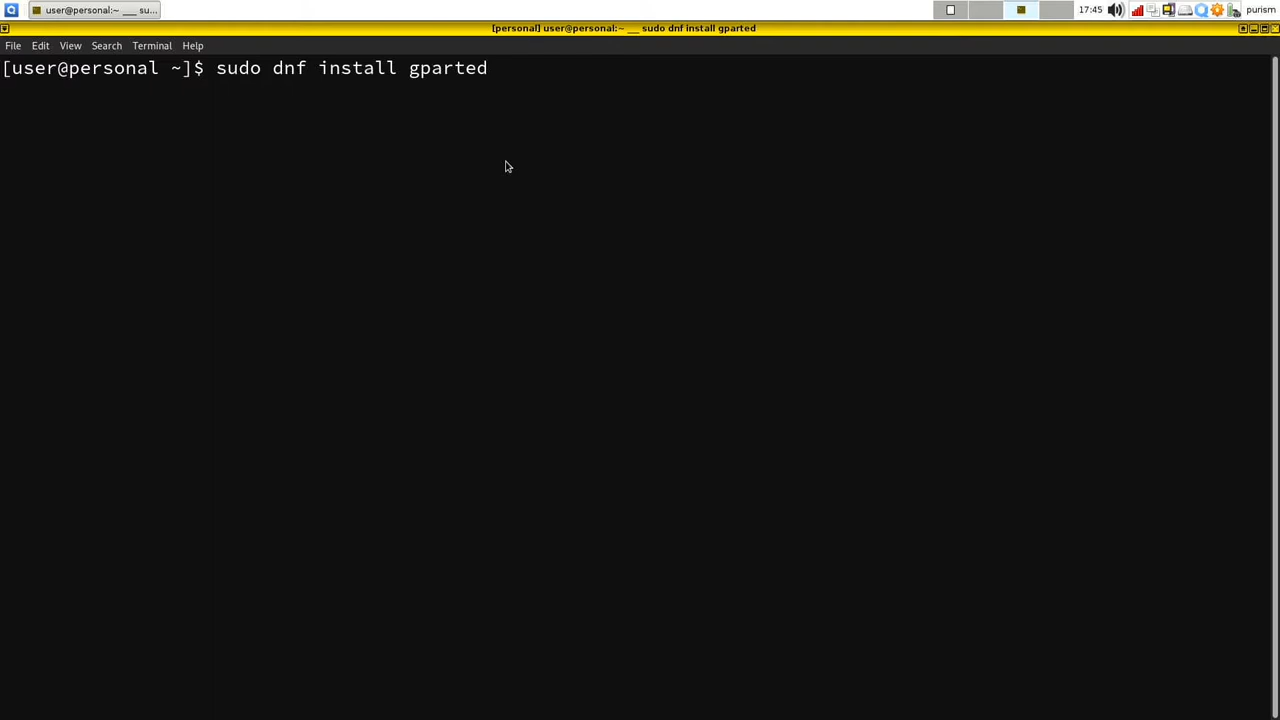 user@personal:~ ___ su...
17:45
purism
[personal] user@personal:~ __ sudo dnf install gparted
File Edit View Search Terminal Help
[user@personal ~]$ sudo dnf install gparted